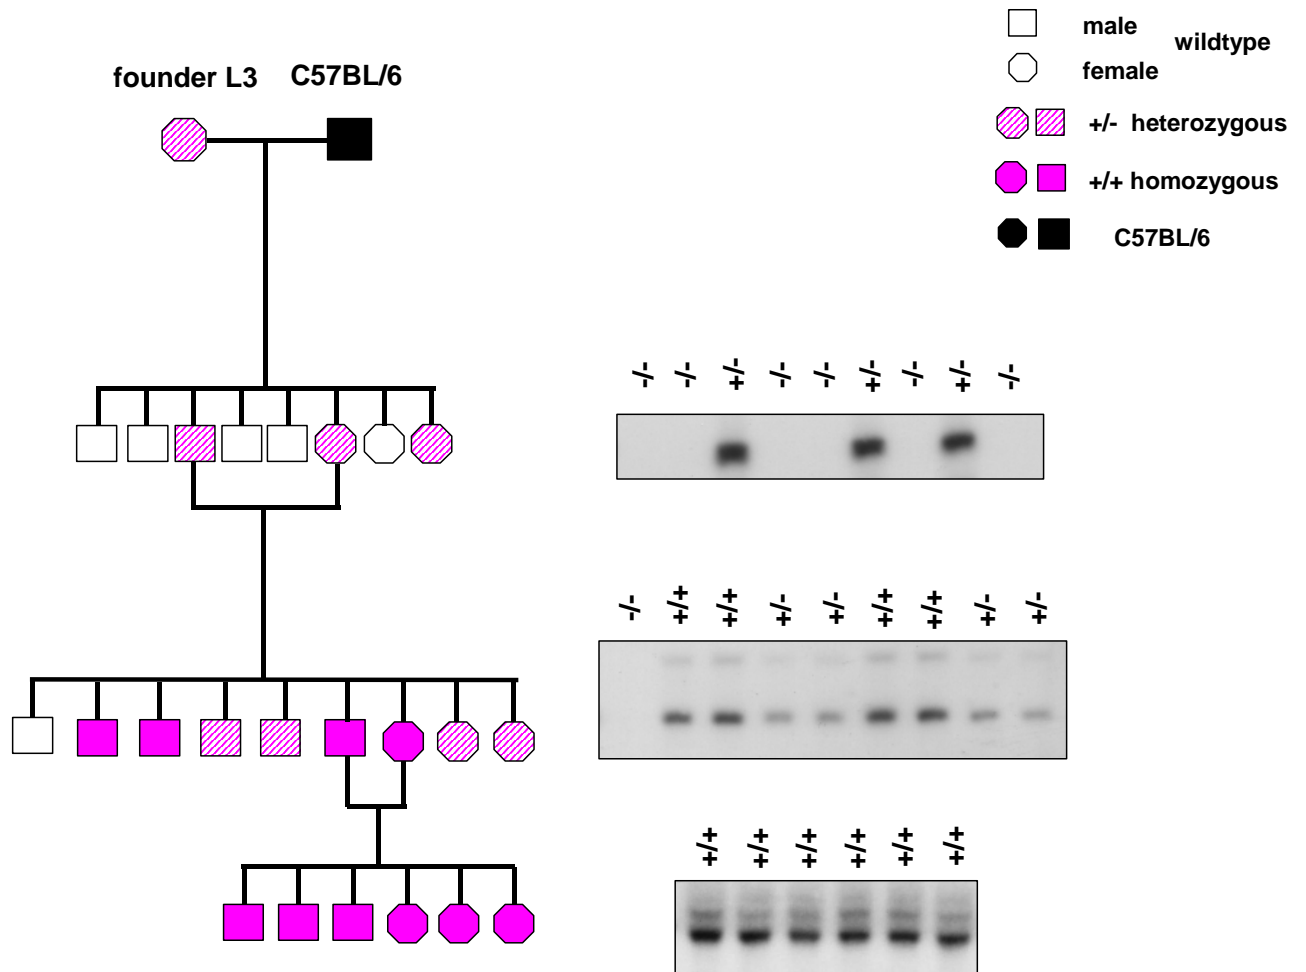 male
wildtype
female
founder L3 C57BL/6
+/- heterozygous
+/+ homozygous
C57BL/6
-/- -/- +/- -/- -/- +/- -/- +/- -/-
-/- +/+ +/+ +/- +/- +/+ +/+ +/- +/-
+/+ +/+ +/+ +/+ +/+ +/+